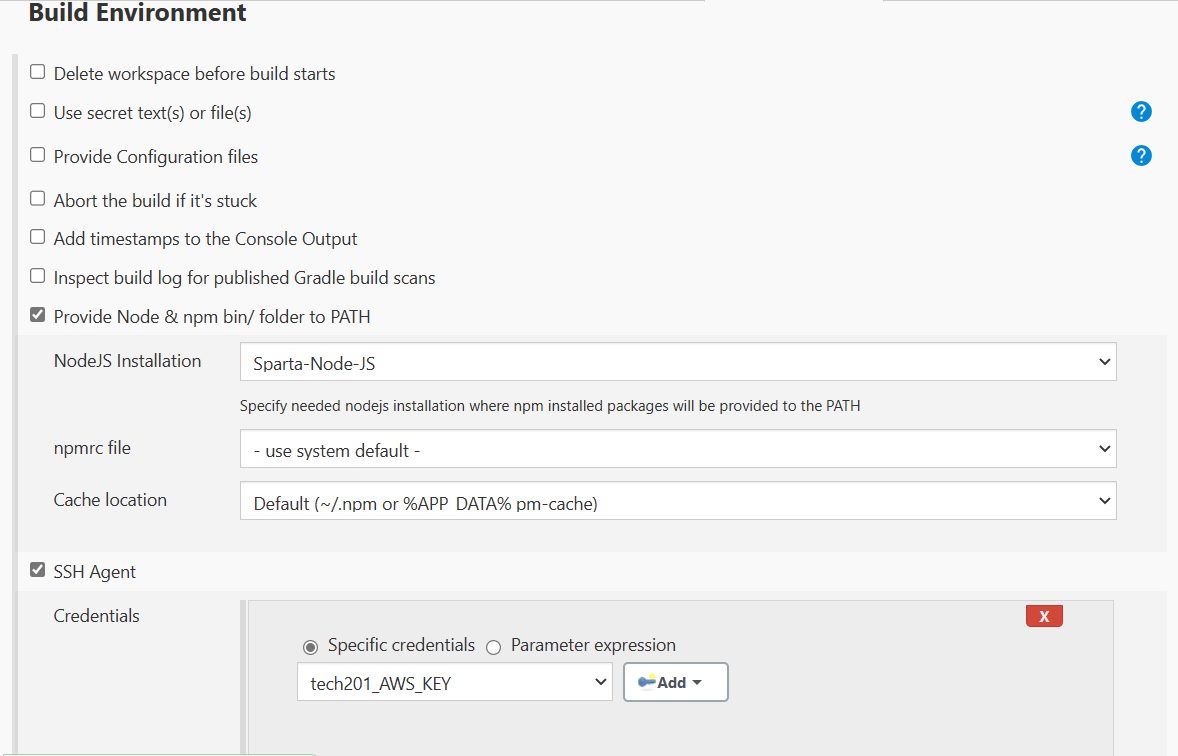 Build Environment
Delete workspace before build starts
Use secret text(s) or file(s)
?
Provide Configuration files
?
Abort the build if it's stuck
Add timestamps to the Console Output
Inspect build log for published Gradle build scans
Provide Node & npm bin/ folder to PATH
NodeJS Installation
Sparta-Node-JS
Specify needed nodejs installation where npm installed packages will be provided to the PATH
npmrc file
- use system default -
Cache location
Default (~/.npm or %APP_DATA% pm-cache)
SSH Agent
Credentials
X
Specific credentials Parameter expression
tech201_AWS_KEY
Add